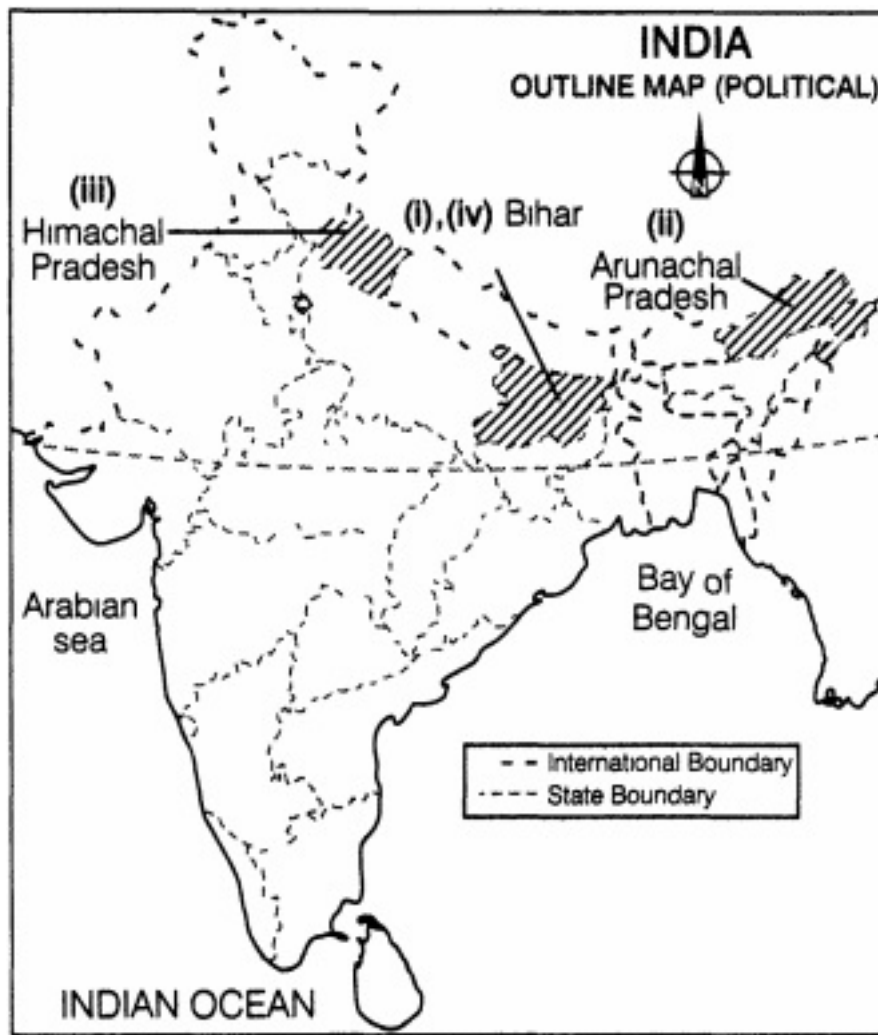 INDIA
OUTLINE MAP (POLITICAL)
N
(iii)
Himachal
Pradesh
(i),(iv) Bihar
(ii)
Arunachal
Pradesh
Arabian
sea
Bay of
Bengal
International Boundary
State Boundary
INDIAN OCEAN